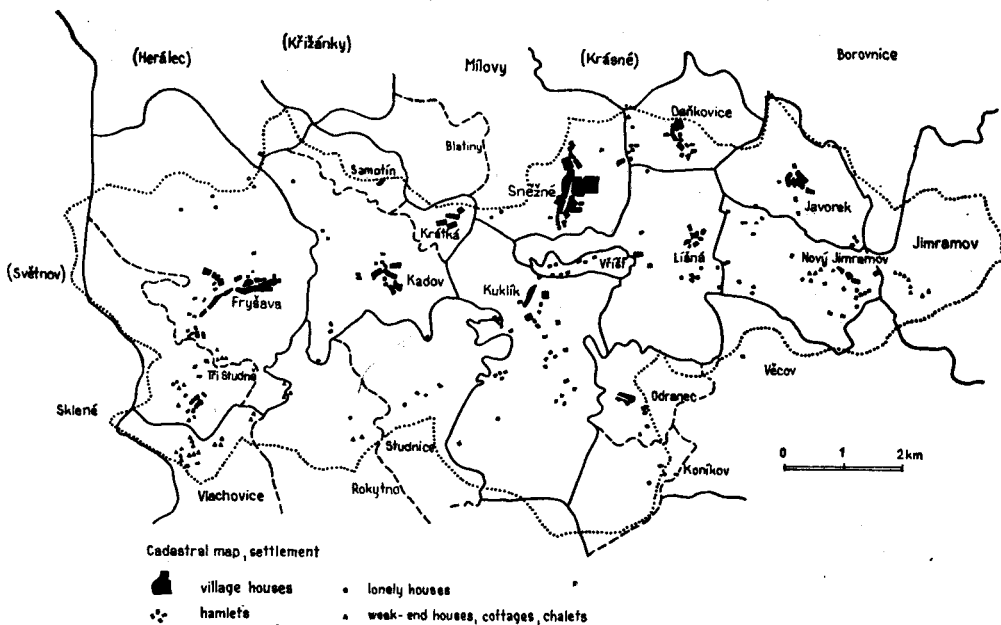 (Herálec)
(Křižánky)
Mílovy
(Krásné)
Borovnice
Daňkovice
Blatiny
Samotín
Sněžné
Javorek
Krátká
Jimramov
(Světnov)
Fryšava
Kadov
Kuklík
Vříšť
Líšná
Nový Jimramov
Tři Studně
Věcov
Odranec
Sklené
Studnice
Koníkov
0 1 2 km
Vlachovice
Rokytno
Cadastral map, settlement
village houses
lonely houses
hamlets
week-end houses, cottages, chalets